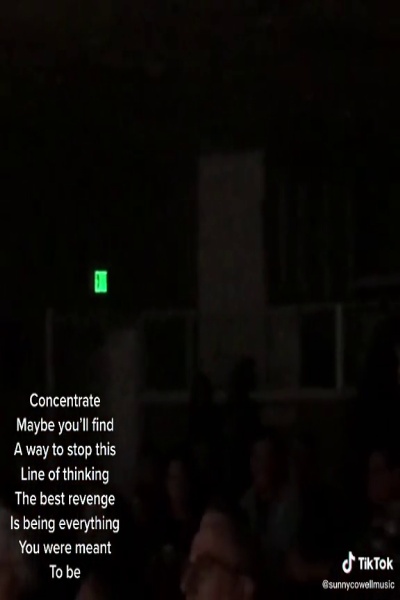 Concentrate
Maybe you'll find
A way to stop this
Line of thinking
The best revenge
Is being everything
You were meant
To be
TikTok
@sunnycowellmusic